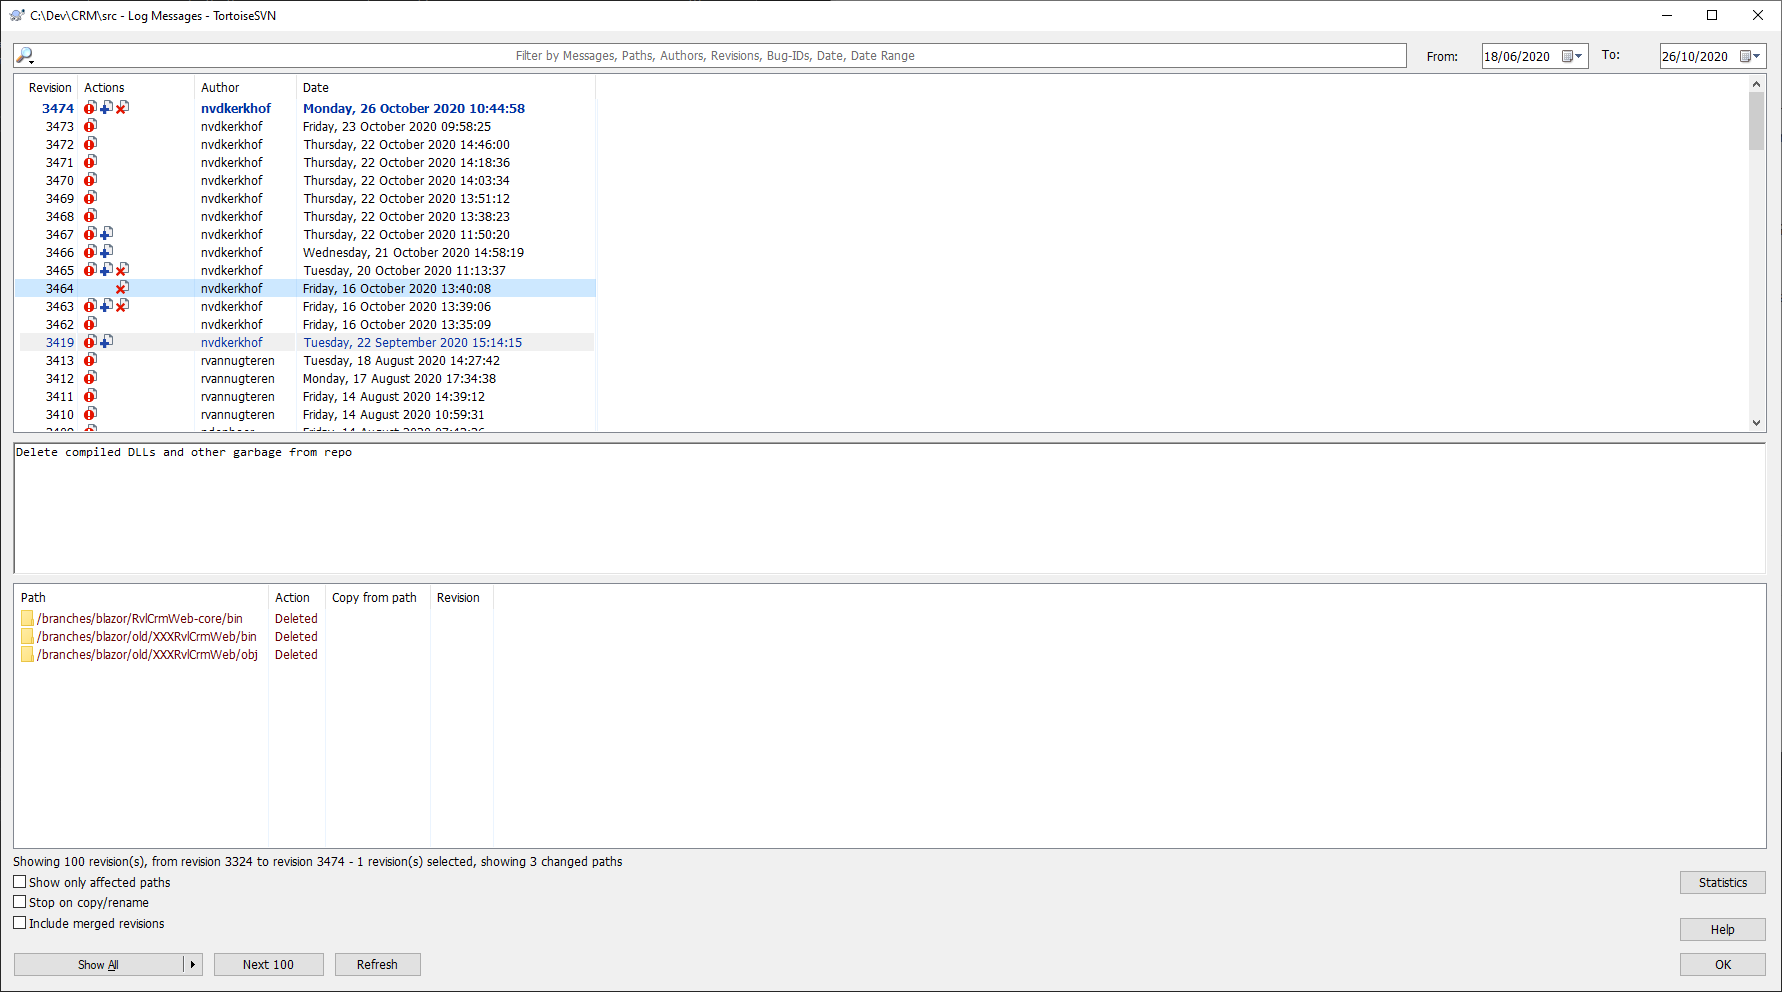 C:\Dev\CRM\src - Log Messages - TortoiseSVN
Filter by Messages, Paths, Authors, Revisions, Bug-IDs, Date, Date Range From: 18/06/2020 To: 26/10/2020
Revision Actions Author Date
3474 nvdkerkhof Monday, 26 October 2020 10:44:58
3473 nvdkerkhof Friday, 23 October 2020 09:58:25
3472 nvdkerkhof Thursday, 22 October 2020 14:46:00
3471 nvdkerkhof Thursday, 22 October 2020 14:18:36
3470 nvdkerkhof Thursday, 22 October 2020 14:03:34
3469 nvdkerkhof Thursday, 22 October 2020 13:51:12
3468 nvdkerkhof Thursday, 22 October 2020 13:38:23
3467 nvdkerkhof Thursday, 22 October 2020 11:50:20
3466 nvdkerkhof Wednesday, 21 October 2020 14:58:19
3465 nvdkerkhof Tuesday, 20 October 2020 11:13:37
3464 nvdkerkhof Friday, 16 October 2020 13:40:08
3463 nvdkerkhof Friday, 16 October 2020 13:39:06
3462 nvdkerkhof Friday, 16 October 2020 13:35:09
3419 nvdkerkhof Tuesday, 22 September 2020 15:14:15
3413 rvannugteren Tuesday, 18 August 2020 14:27:42
3412 rvannugteren Monday, 17 August 2020 17:34:38
3411 rvannugteren Friday, 14 August 2020 14:39:12
3410 rvannugteren Friday, 14 August 2020 10:59:31
Delete compiled DLLs and other garbage from repo
Path Action Copy from path Revision
/branches/blazor/RvlCrmWeb-core/bin Deleted
/branches/blazor/old/XXXRvlCrmWeb/bin Deleted
/branches/blazor/old/XXXRvlCrmWeb/obj Deleted
Showing 100 revision(s), from revision 3324 to revision 3474 - 1 revision(s) selected, showing 3 changed paths
Show only affected paths
Statistics
Stop on copy/rename
Include merged revisions
Help
Show All Next 100 Refresh OK